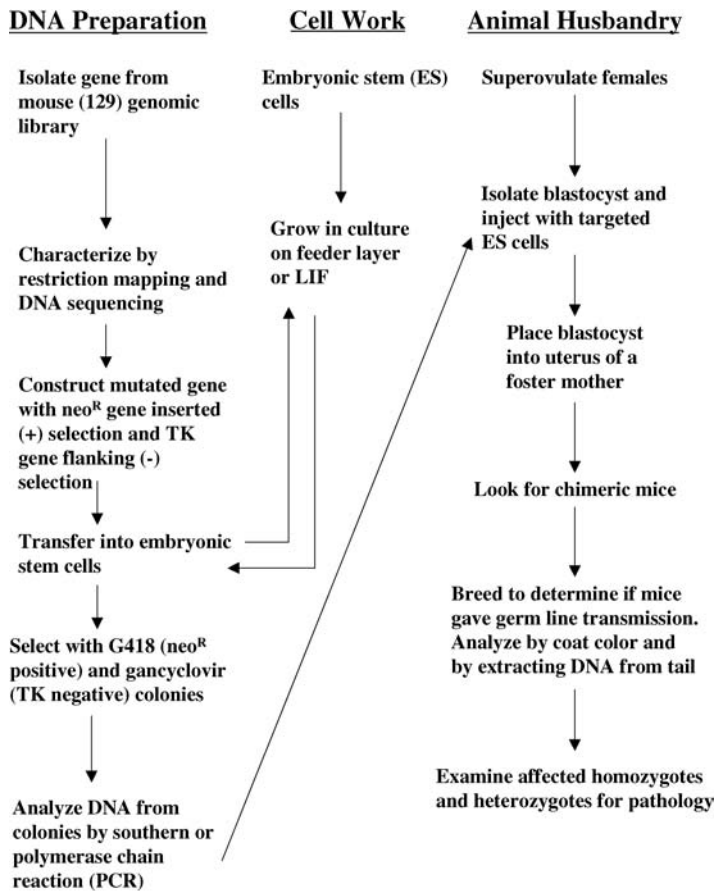 DNA Preparation
Isolate gene from
mouse (129) genomic
library
Characterize by
restriction mapping and
DNA sequencing
Construct mutated gene
with neoR gene inserted
(+) selection and TK
gene flanking (-)
selection
Transfer into embryonic
stem cells
Select with G418 (neoR
positive) and gancyclovir
(TK negative) colonies
Analyze DNA from
colonies by southern or
polymerase chain
reaction (PCR)
Cell Work
Embryonic stem (ES)
cells
Grow in culture
on feeder layer
or LIF
Animal Husbandry
Superovulate females
Isolate blastocyst and
inject with targeted
ES cells
Place blastocyst
into uterus of a
foster mother
Look for chimeric mice
Breed to determine if mice
gave germ line transmission.
Analyze by coat color and
by extracting DNA from tail
Examine affected homozygotes
and heterozygotes for pathology